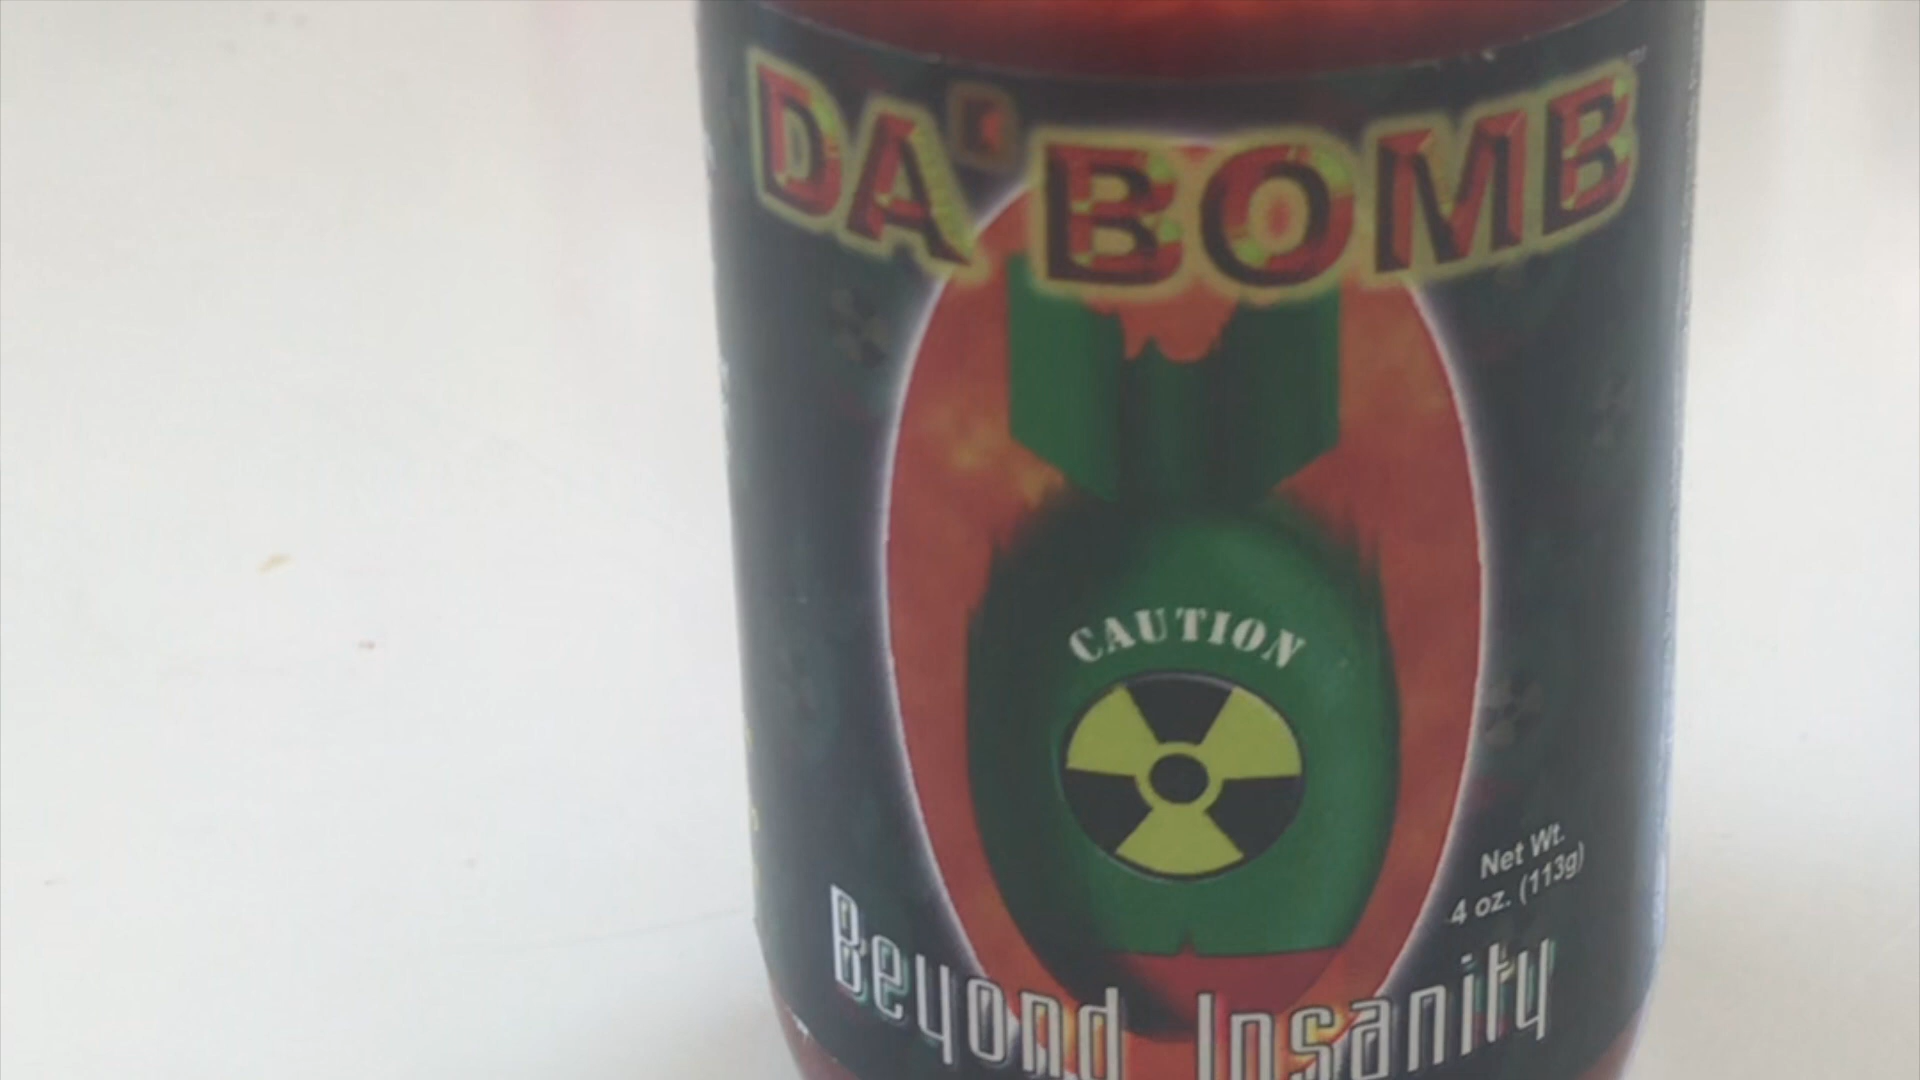 DA' BOMB
CAUTION
Net Wt.
4 oz. (113g)
Beyond Insanity